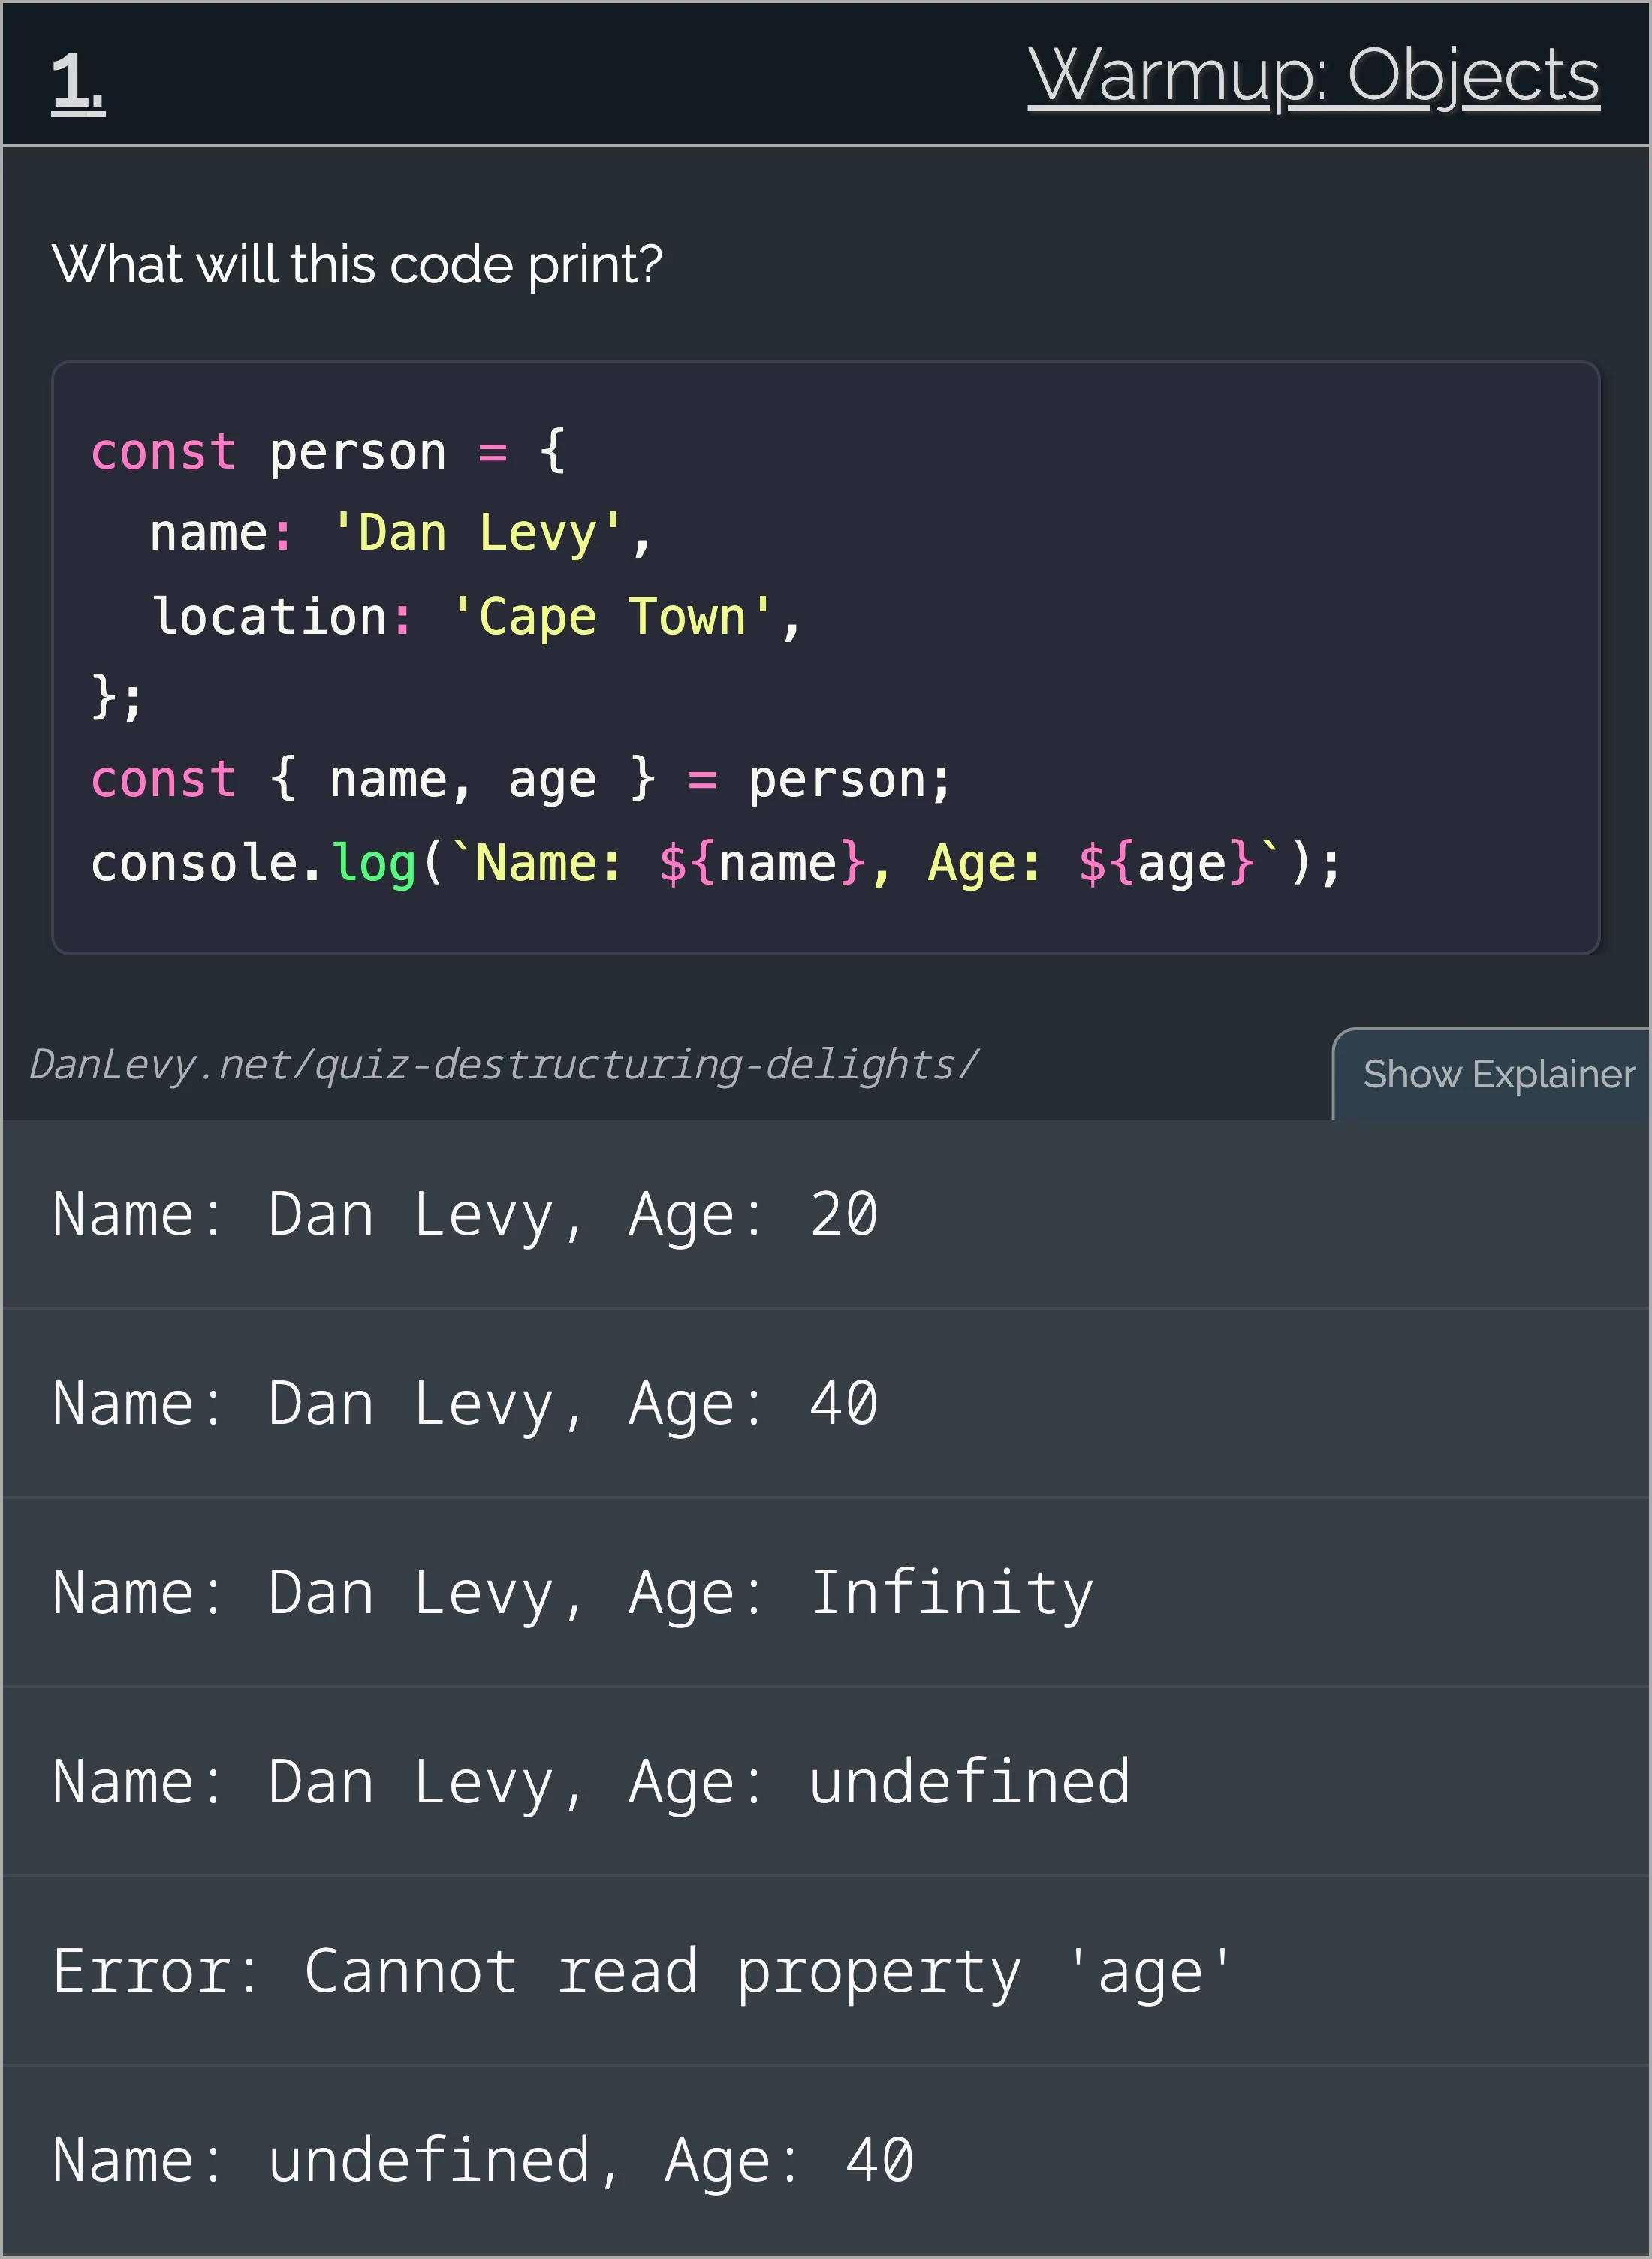 1.
Warmup: Objects
What will this code print?
const person = {
  name: 'Dan Levy',
  location: 'Cape Town',
};
const { name, age } = person;
console.log(`Name: ${name}, Age: ${age}`);
DanLevy.net/quiz-destructuring-delights/
Show Explainer
Name: Dan Levy, Age: 20
Name: Dan Levy, Age: 40
Name: Dan Levy, Age: Infinity
Name: Dan Levy, Age: undefined
Error: Cannot read property 'age'
Name: undefined, Age: 40